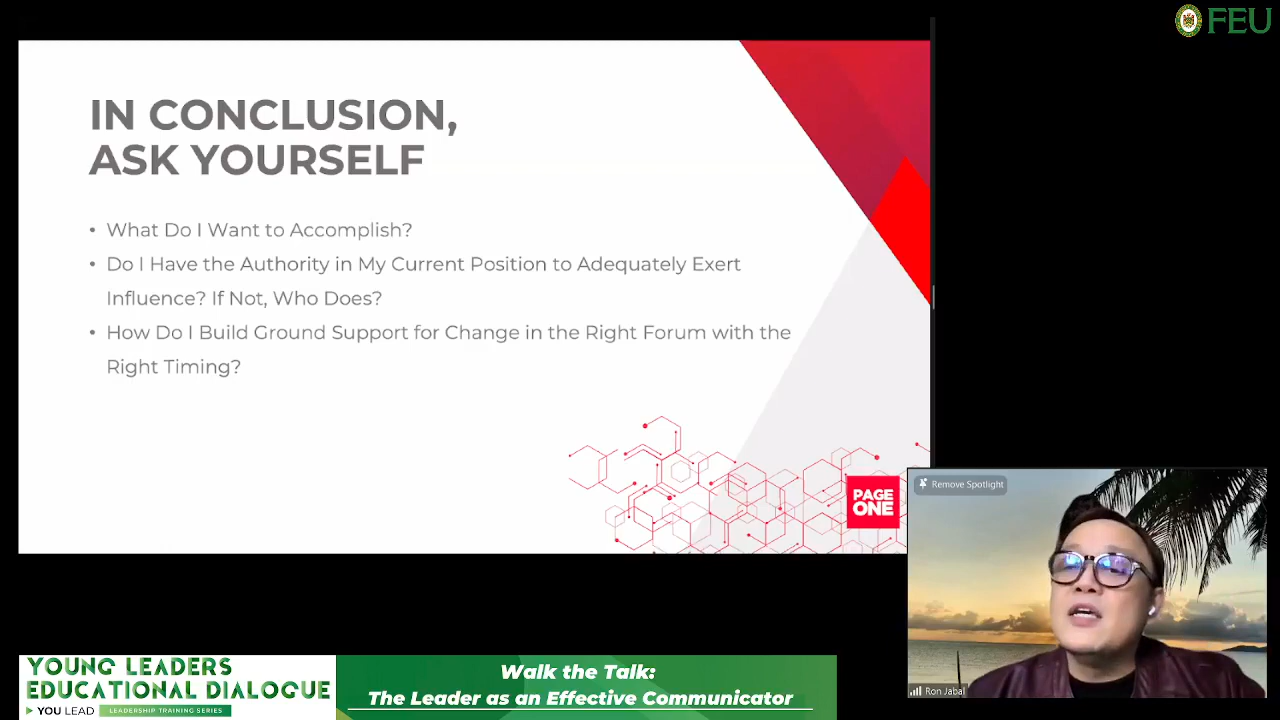 FEU
IN CONCLUSION,
ASK YOURSELF
• What Do I Want to Accomplish?
• Do I Have the Authority in My Current Position to Adequately Exert
Influence? If Not, Who Does?
• How Do I Build Ground Support for Change in the Right Forum with the
Right Timing?
PAGE
ONE
Remove Spotlight
Ron Jabal
YOUNG LEADERS
EDUCATIONAL DIALOGUE
YOU LEAD
LEADERSHIP TRAINING SERIES
Walk the Talk:
The Leader as an Effective Communicator